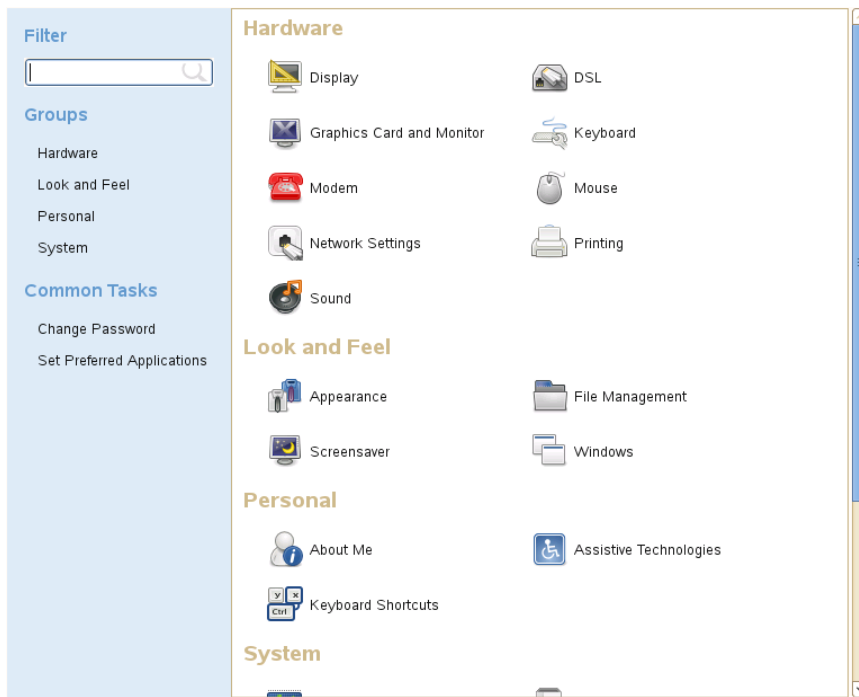 Filter
Groups
Hardware
Look and Feel
Personal
System
Common Tasks
Change Password
Set Preferred Applications
Hardware
Display
DSL
Graphics Card and Monitor
Keyboard
Modem
Mouse
Network Settings
Printing
Sound
Look and Feel
Appearance
File Management
Screensaver
Windows
Personal
About Me
Assistive Technologies
y x
Ctrl
Keyboard Shortcuts
System